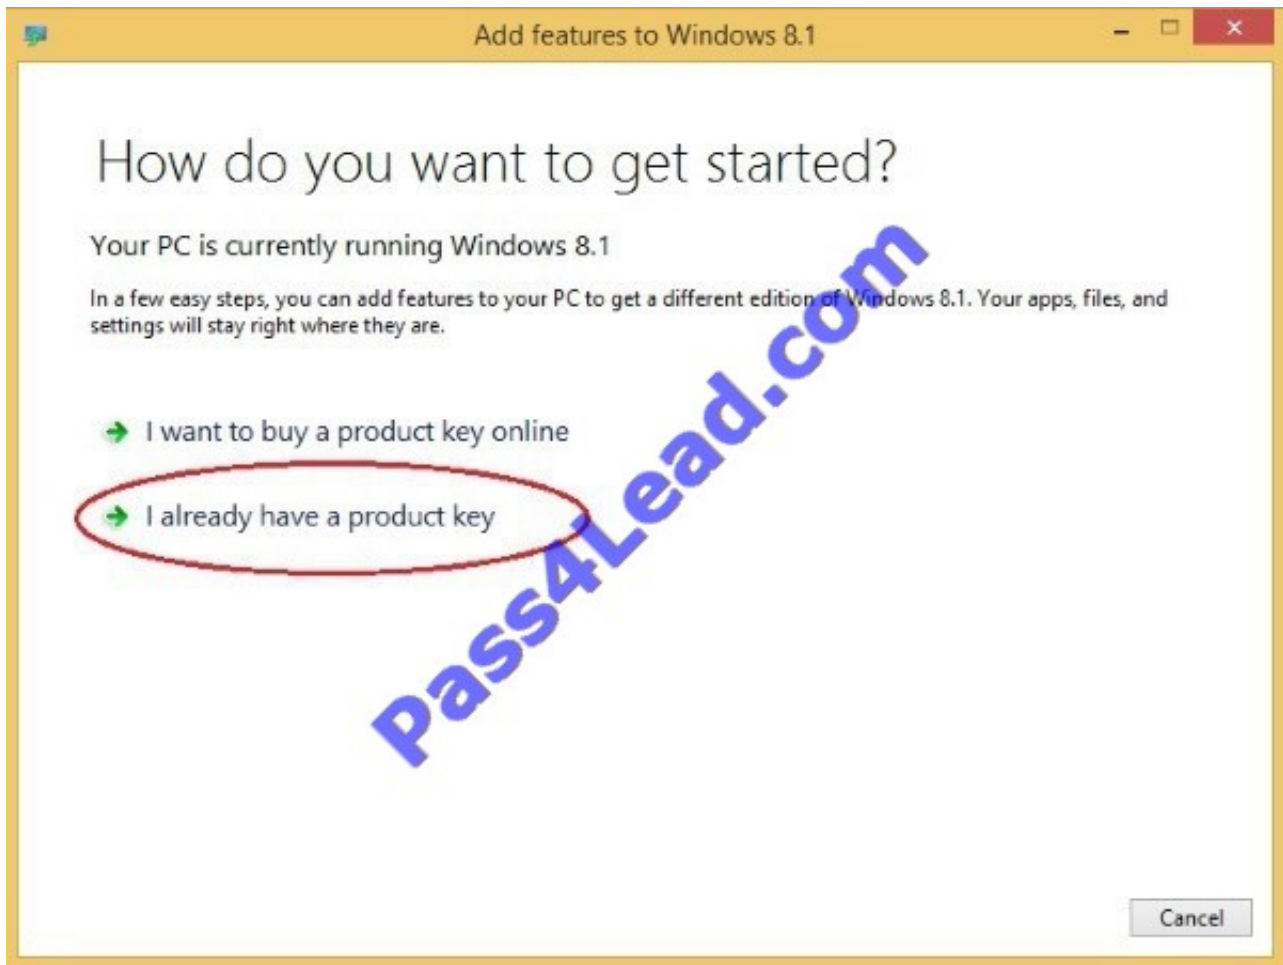 Add features to Windows 8.1
How do you want to get started?
Your PC is currently running Windows 8.1
In a few easy steps, you can add features to your PC to get a different edition of Windows 8.1. Your apps, files, and
settings will stay right where they are.
I want to buy a product key online
I already have a product key
Pass4Lead.com
Cancel